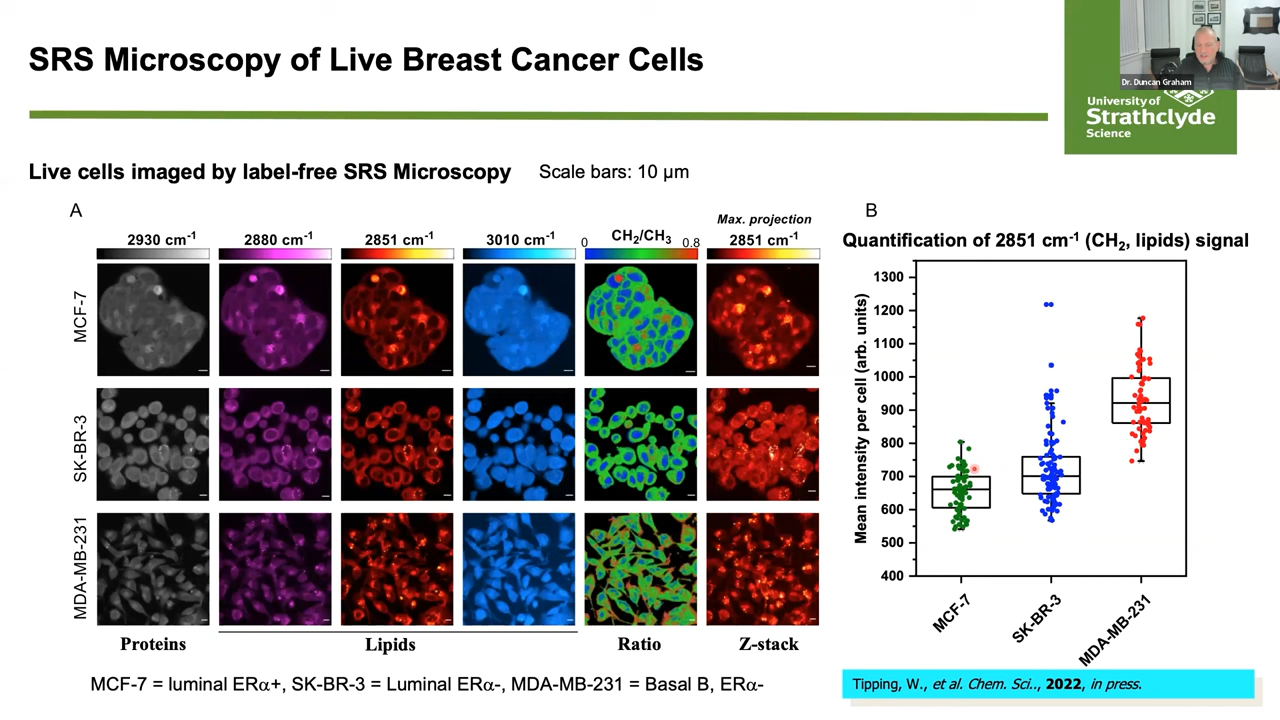 SRS Microscopy of Live Breast Cancer Cells
Dr. Duncan Graham
University of
Strathclyde
Science
Live cells imaged by label-free SRS Microscopy Scale bars: 10 µm
A
Max. projection
2930 cm⁻¹ 2880 cm⁻¹ 2851 cm⁻¹ 3010 cm⁻¹ CH₂/CH₃ 2851 cm⁻¹
0 0.8
MCF-7
SK-BR-3
MDA-MB-231
Proteins Lipids Ratio Z-stack
MCF-7 = luminal ERα+, SK-BR-3 = Luminal ERα-, MDA-MB-231 = Basal B, ERα-
B
Quantification of 2851 cm⁻¹ (CH₂, lipids) signal
Mean intensity per cell (arb. units)
1300
1200
1100
1000
900
800
700
600
500
400
MCF-7
SK-BR-3
MDA-MB-231
Tipping, W., et al. Chem. Sci.., 2022, in press.